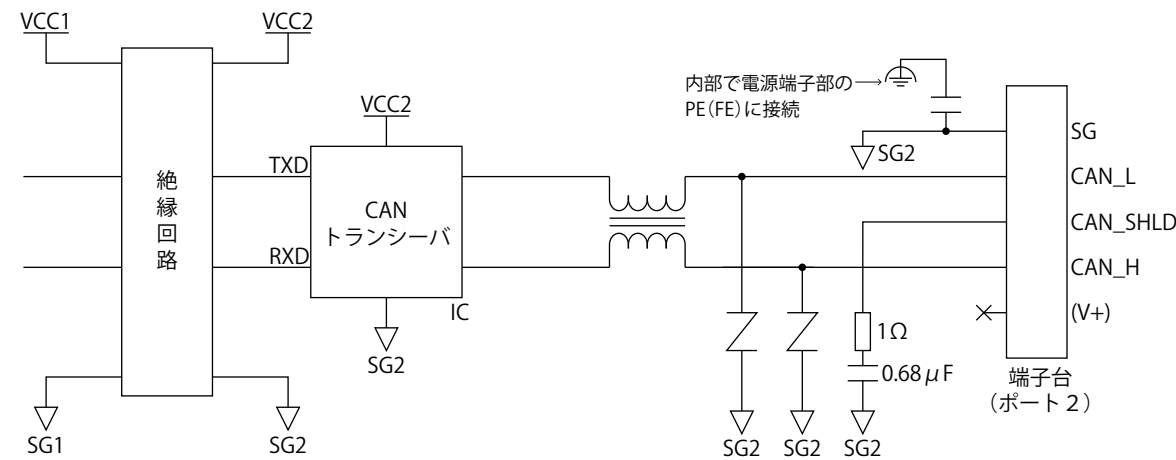 VCC1
VCC2
内部で電源端子部の
PE(FE)に接続
VCC2
SG
SG2
TXD
CAN_L
絶縁回路
CAN
トランシーバ
CAN_SHLD
RXD
CAN_H
IC
(V+)
1Ω
SG2
0.68μF
端子台
(ポート2)
SG1
SG2
SG2
SG2
SG2